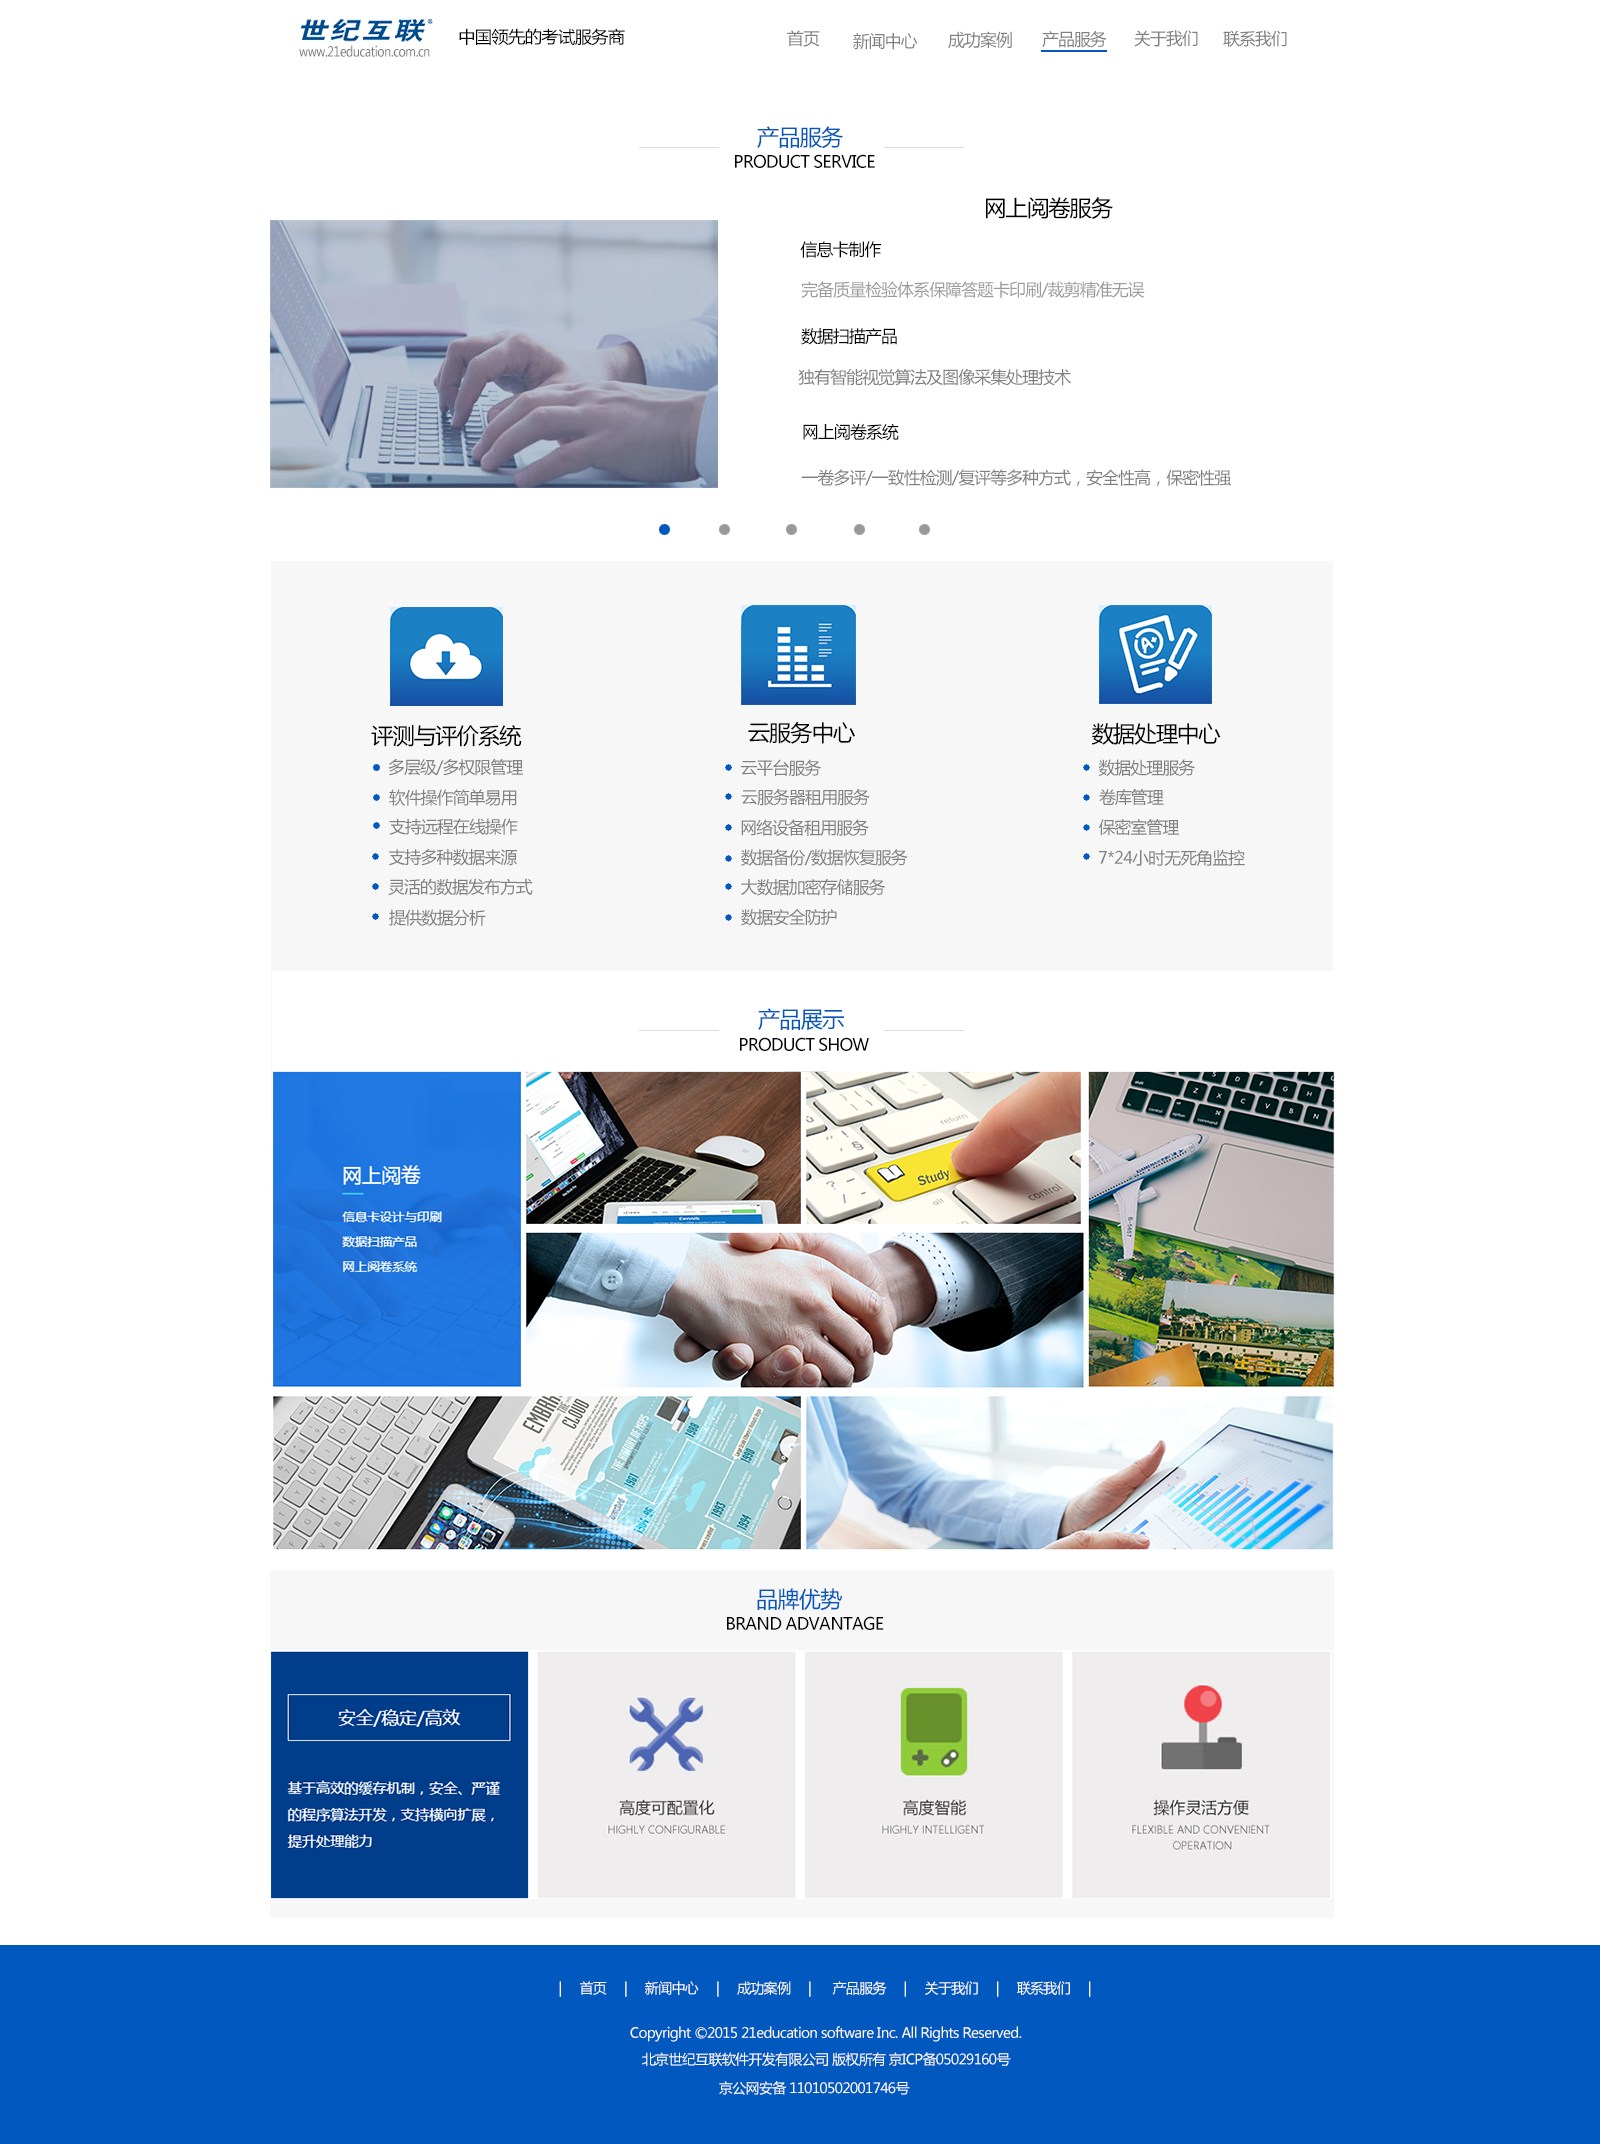 世纪互联®
www.21education.com.cn
中国领先的考试服务商
首页 新闻中心 成功案例 产品服务 关于我们 联系我们
产品服务
PRODUCT SERVICE
网上阅卷服务
信息卡制作
完备质量检验体系保障答题卡印刷/裁剪精准无误
数据扫描产品
独有智能视觉算法及图像采集处理技术
网上阅卷系统
一卷多评/一致性检测/复评等多种方式，安全性高，保密性强
评测与评价系统
多层级/多权限管理
软件操作简单易用
支持远程在线操作
支持多种数据来源
灵活的数据发布方式
提供数据分析
云服务中心
云平台服务
云服务器租用服务
网络设备租用服务
数据备份/数据恢复服务
大数据加密存储服务
数据安全防护
A+
数据处理中心
数据处理服务
卷库管理
保密室管理
7*24小时无死角监控
产品展示
PRODUCT SHOW
网上阅卷
信息卡设计与印刷
数据扫描产品
网上阅卷系统
return
Study
alt
control
B-5657
THE
CLOUD
1988
1990
1961
1993
1994
品牌优势
BRAND ADVANTAGE
安全/稳定/高效
基于高效的缓存机制，安全、严谨
的程序算法开发，支持横向扩展，
提升处理能力
高度可配置化
HIGHLY CONFIGURABLE
高度智能
HIGHLY INTELLIGENT
操作灵活方便
FLEXIBLE AND CONVENIENT
OPERATION
| 首页 | 新闻中心 | 成功案例 | 产品服务 | 关于我们 | 联系我们 |
Copyright ©2015 21education software Inc. All Rights Reserved.
北京世纪互联软件开发有限公司 版权所有 京ICP备05029160号
京公网安备 11010502001746号